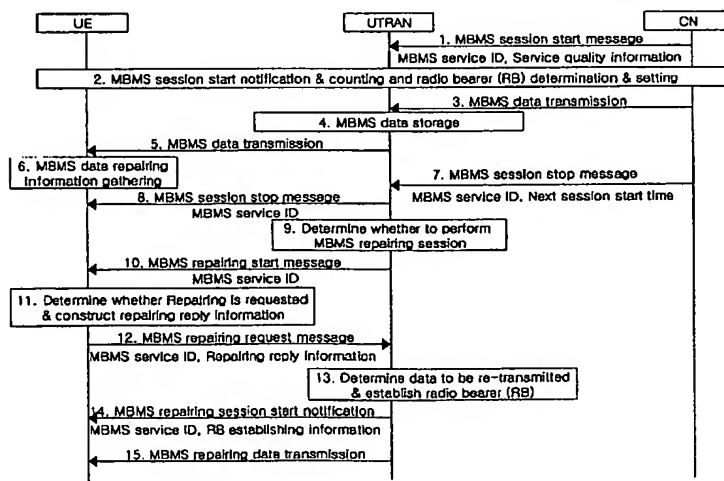 UE UTRAN CN
1. MBMS session start message
MBMS service ID, Service quality information
2. MBMS session start notification & counting and radio bearer (RB) determination & setting
3. MBMS data transmission
4. MBMS data storage
5. MBMS data transmission
6. MBMS data repairing
Information gathering
7. MBMS session stop message
MBMS service ID, Next session start time
8. MBMS session stop message
MBMS service ID
9. Determine whether to perform
MBMS repairing session
10. MBMS repairing start message
MBMS service ID
11. Determine whether Repairing is requested
& construct repairing reply information
12. MBMS repairing request message
MBMS service ID, Repairing reply information
13. Determine data to be re-transmitted
& establish radio bearer (RB)
14. MBMS repairing session start notification
MBMS service ID, RB establishing information
15. MBMS repairing data transmission